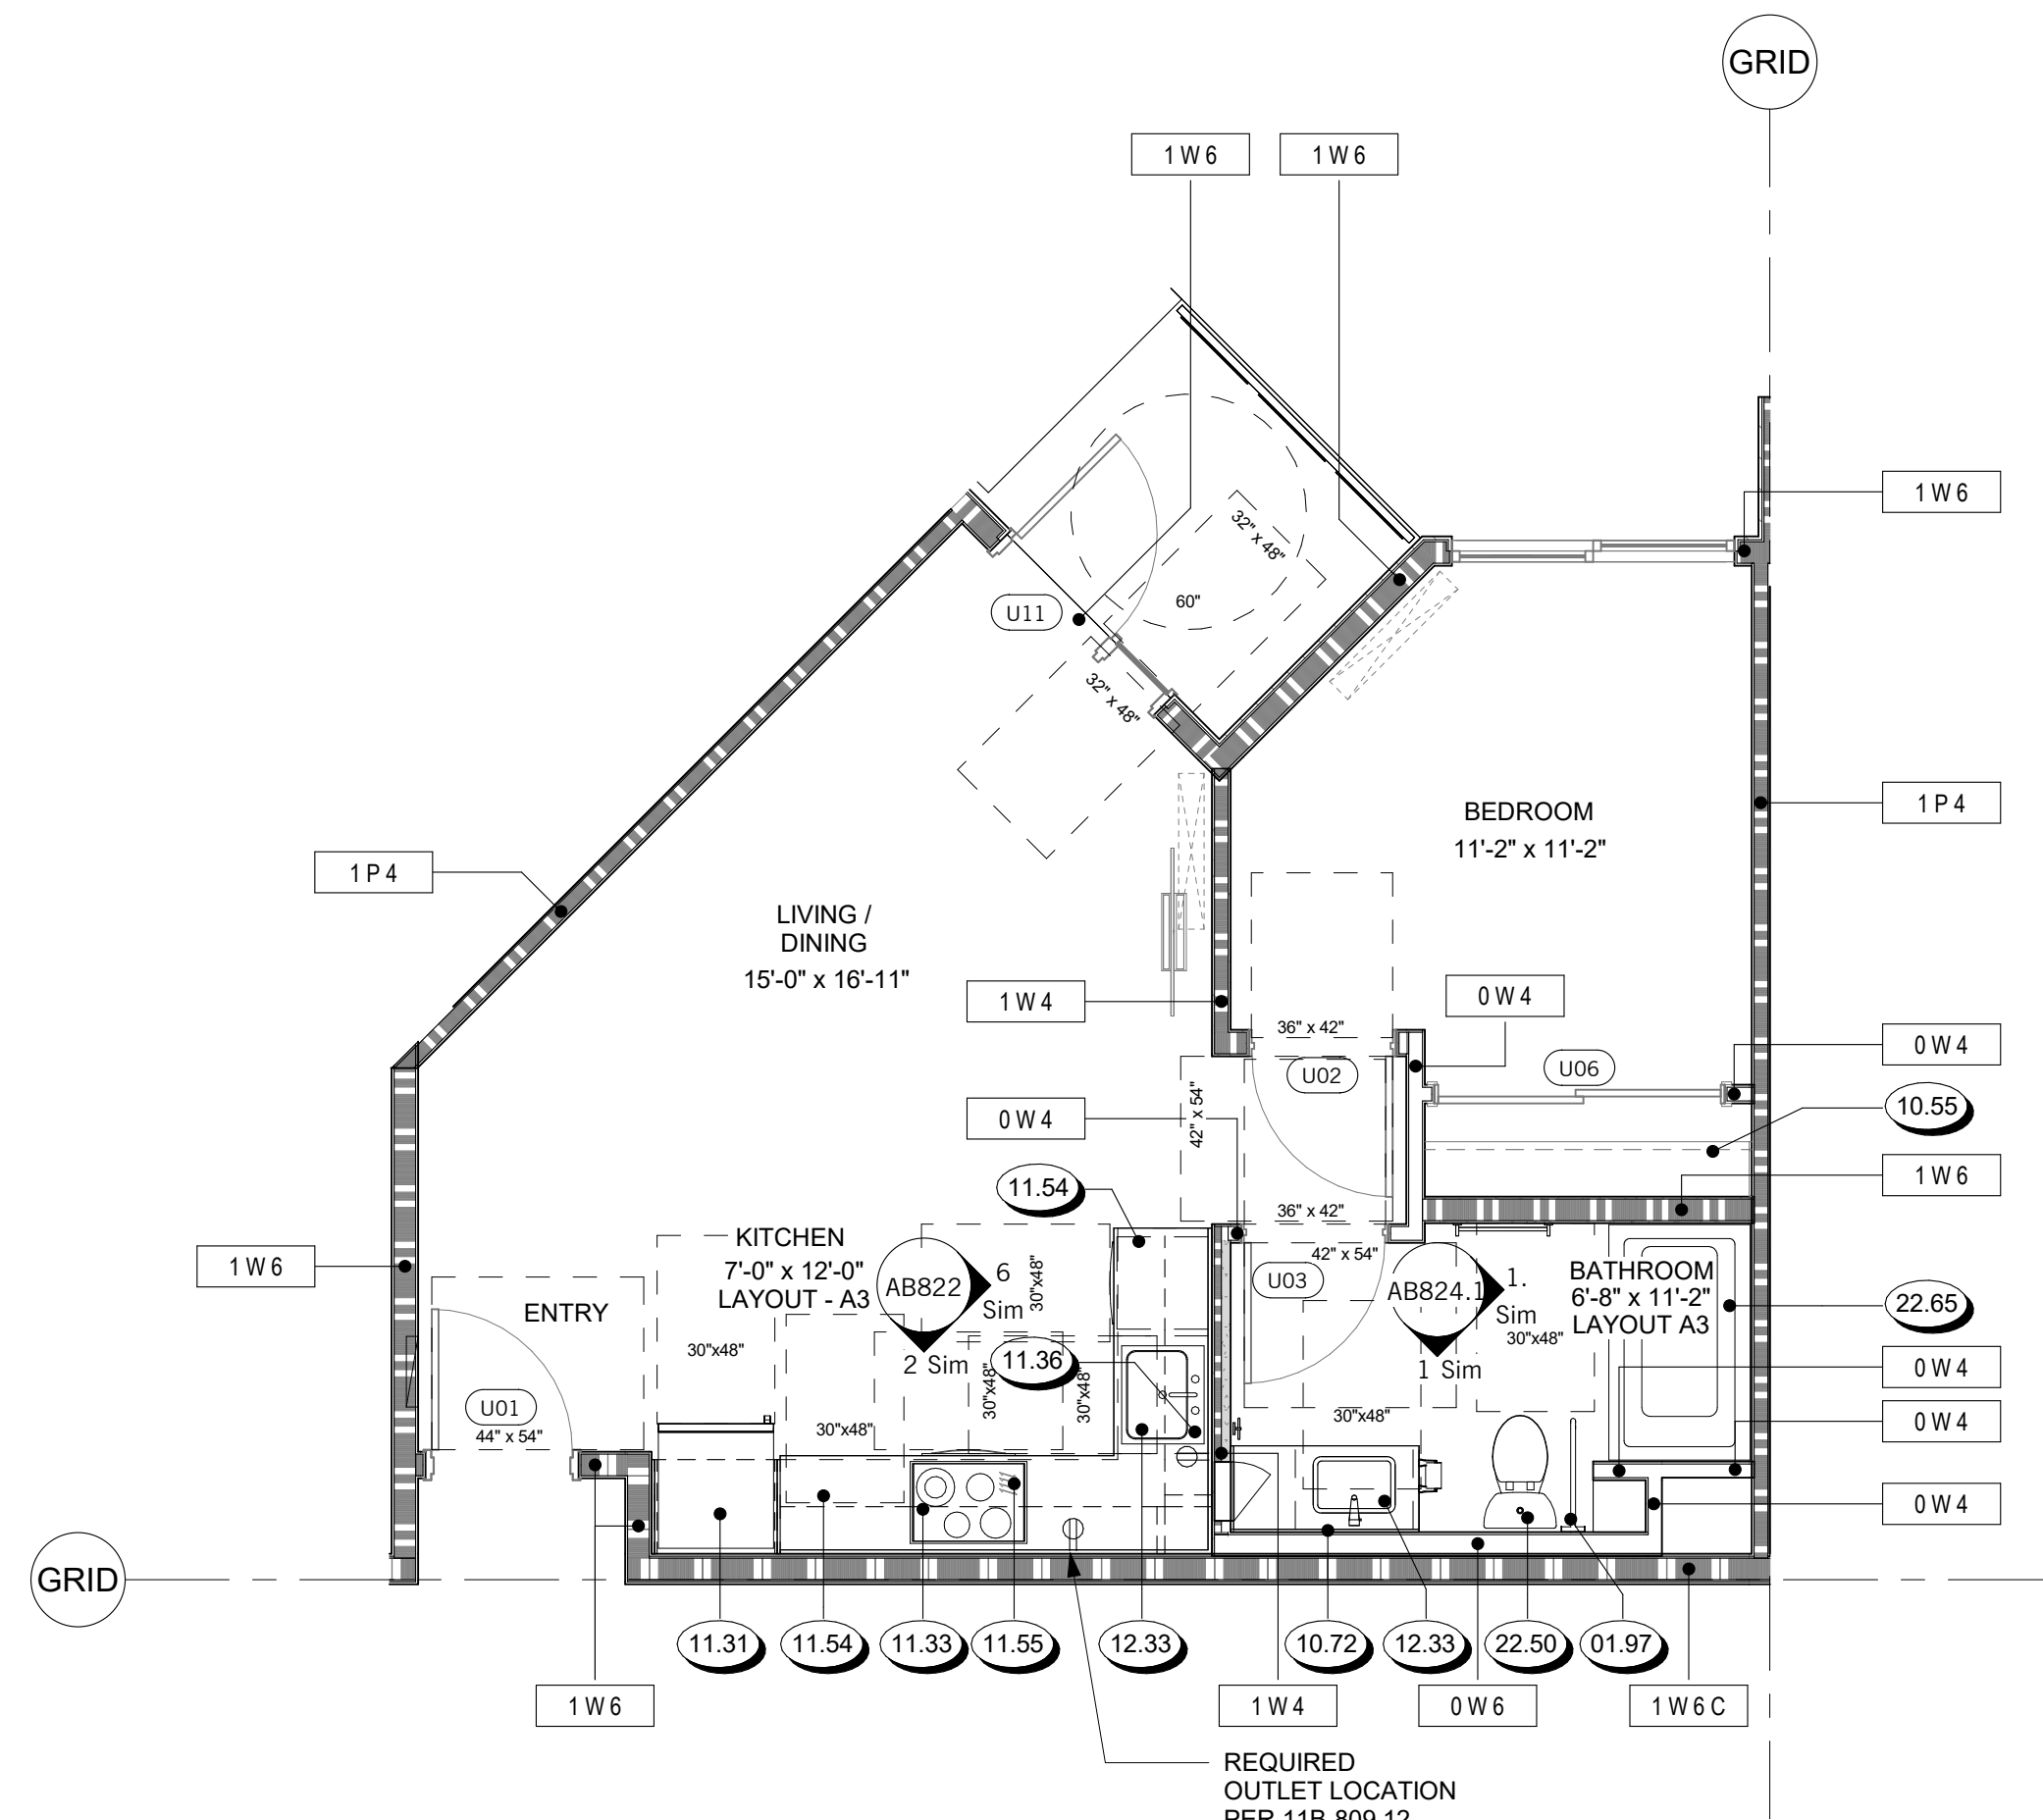 GRID
1 W 6
1 W 6
1 W 6
32" x 48"
60"
U11
32" x 48"
1 P 4
BEDROOM
11'-2" x 11'-2"
1 P 4
LIVING /
DINING
15'-0" x 16'-11"
1 W 4
0 W 4
36" x 42"
0 W 4
U02
U06
10.55
0 W 4
42" x 54"
1 W 6
11.54
36" x 42"
KITCHEN
7'-0" x 12'-0"
LAYOUT - A3
1 W 6
42" x 54"
U03
AB822
6
Sim
2 Sim
30"x48"
AB824.1
1.
Sim
1 Sim
30"x48"
BATHROOM
6'-8" x 11'-2"
LAYOUT A3
22.65
ENTRY
30"x48"
11.36
0 W 4
30"x48"
30"x48"
U01
44" x 54"
30"x48"
30"x48"
0 W 4
0 W 4
GRID
11.31
11.54
11.33
11.55
12.33
10.72
12.33
22.50
01.97
1 W 6
1 W 4
0 W 6
1 W 6 C
REQUIRED
OUTLET LOCATION
PER 11B-809.12